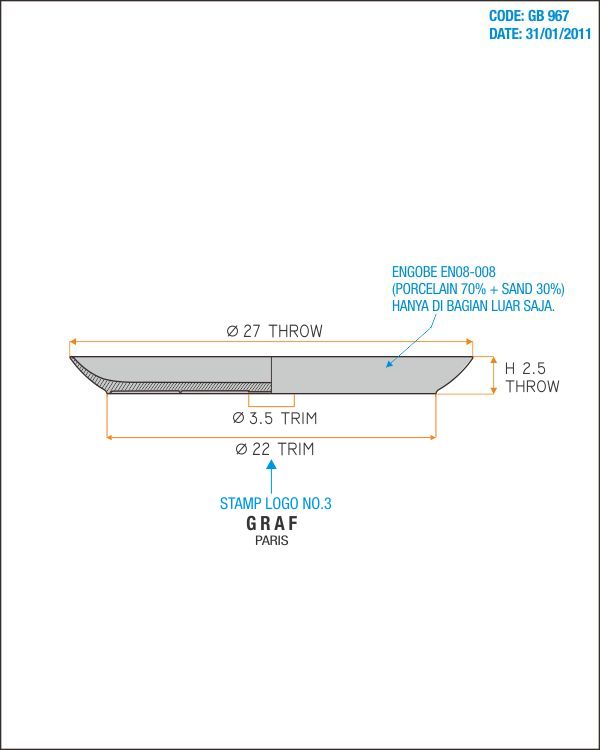 CODE: GB 967
DATE: 31/01/2011
ENGOBE EN08-008
(PORCELAIN 70% + SAND 30%)
HANYA DI BAGIAN LUAR SAJA.
Ø 27 THROW
H 2.5
THROW
Ø 3.5 TRIM
Ø 22 TRIM
STAMP LOGO NO.3
GRAF
PARIS